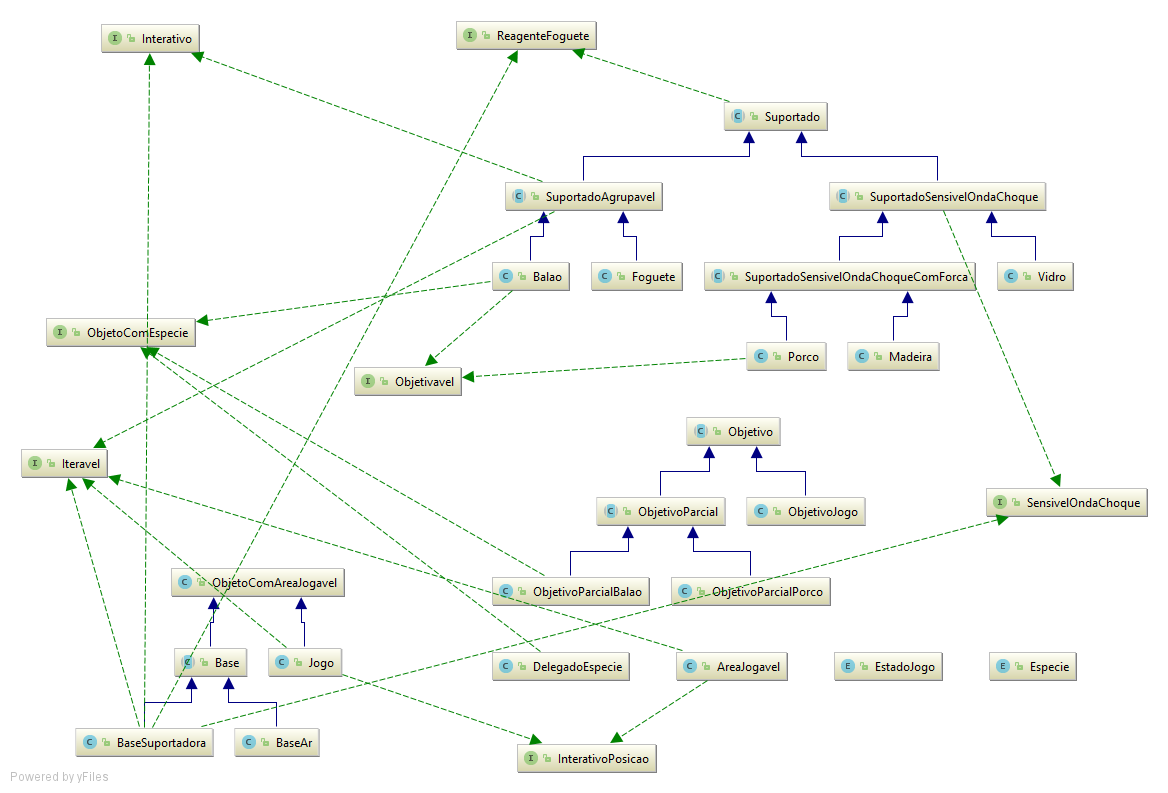 Interativo
ReagenteFoguete
Suportado
SuportadoAgrupavel
SuportadoSensivelOndaChoque
Balao
Foguete
SuportadoSensivelOndaChoqueComForca
Vidro
ObjetoComEspecie
Porco
Madeira
Objetivavel
Objetivo
Iteravel
SensivelOndaChoque
ObjetivoParcial
ObjetivoJogo
ObjetoComAreaJogavel
ObjetivoParcialBalao
ObjetivoParcialPorco
Base
Jogo
DelegadoEspecie
AreaJogavel
EstadoJogo
Especie
BaseSuportadora
BaseAr
InterativoPosicao
Powered by yFiles